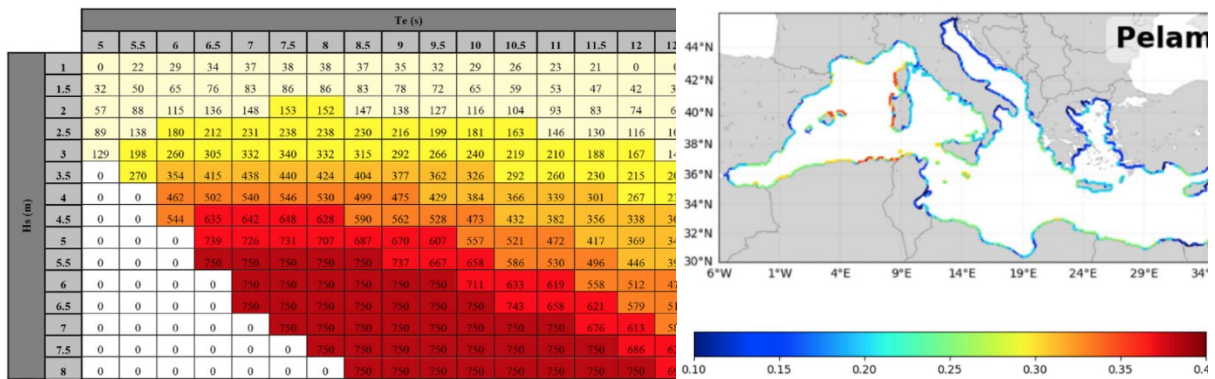 Te (s)
5 5.5 6 6.5 7 7.5 8 8.5 9 9.5 10 10.5 11 11.5 12
Hs (m)
1 0 22 29 34 37 38 38 37 35 32 29 26 23 21 0
1.5 32 50 65 76 83 86 86 83 78 72 65 59 53 47 42
2 57 88 115 136 148 153 152 147 138 127 116 104 93 83 74
2.5 89 138 180 212 231 238 238 230 216 199 181 163 146 130 116
3 129 198 260 305 332 340 332 315 292 266 240 219 210 188 167
3.5 0 270 354 415 438 440 424 404 377 362 326 292 260 230 215
4 0 0 462 502 540 546 530 499 475 429 384 366 339 301 267
4.5 0 0 544 635 642 648 628 590 562 528 473 432 382 356 338
5 0 0 0 739 726 731 707 687 670 607 557 521 472 417 369
5.5 0 0 0 750 750 750 750 750 737 667 658 586 530 496 446
6 0 0 0 0 750 750 750 750 750 750 711 633 619 558 512
6.5 0 0 0 0 750 750 750 750 750 750 750 743 658 621 579
7 0 0 0 0 0 750 750 750 750 750 750 750 750 676 613
7.5 0 0 0 0 0 0 750 750 750 750 750 750 750 750 686
8 0 0 0 0 0 0 0 750 750 750 750 750 750 750 750
Pelam
44°N
42°N
40°N
38°N
36°N
34°N
32°N
30°N
6°W 1°W 4°E 9°E 14°E 19°E 24°E 29°E 34°
0.10 0.15 0.20 0.25 0.30 0.35 0.4